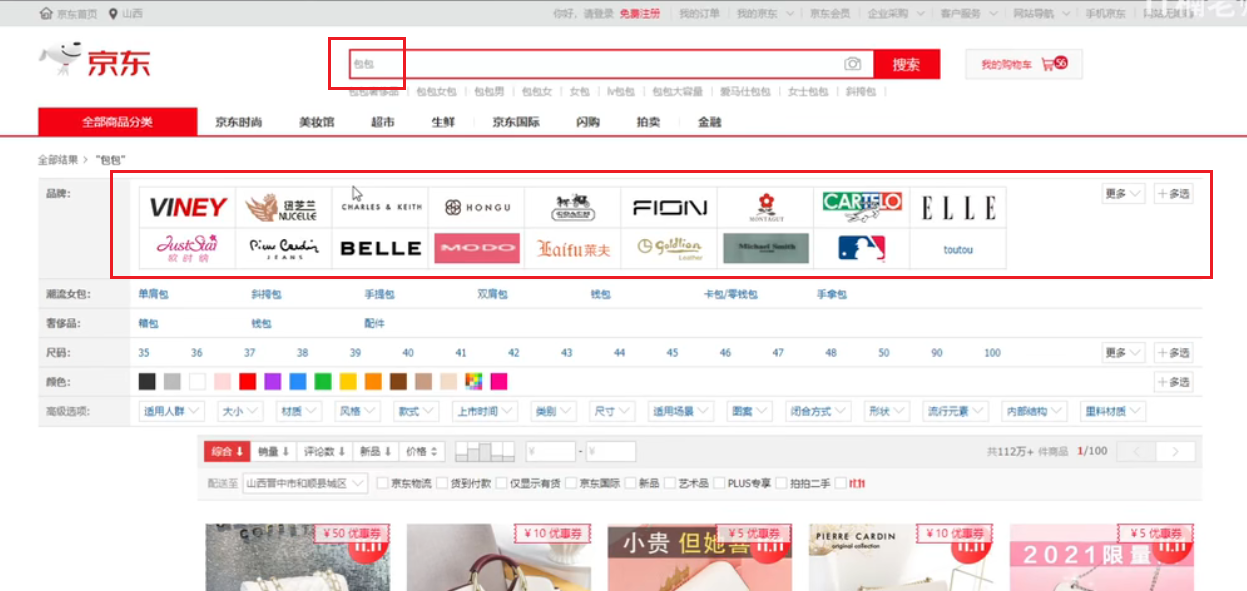 京东首页 山西 你好，请登录 免费注册 我的订单 我的京东 京东会员 企业采购 客户服务 网站导航 手机京东
京东
包包 搜索 我的购物车 56
包包奢侈品 包包女包 包包男 包包女 女包 lv包包 包包大容量 爱马仕包包 女士包包 斜挎包
全部商品分类 京东时尚 美妆馆 超市 生鲜 京东国际 闪购 拍卖 金融
全部结果 > "包包"
品牌: VINEY 纽芝兰 NUCELLE CHARLES & KEITH HONGU COACH FION MONTAGUT CARTELO ELLE 更多 +多选
JustStar 欧时纳 Pierre Cardin JEANS BELLE MODO Laifu莱夫 Goldlion Leather Michael Smith toutou
潮流女包: 单肩包 斜挎包 手提包 双肩包 钱包 卡包/零钱包 手拿包
奢侈品: 箱包 钱包 配件
尺码: 35 36 37 38 39 40 41 42 43 44 45 46 47 48 50 90 100 更多 +多选
颜色: +多选
高级选项: 适用人群 大小 材质 风格 款式 上市时间 类别 尺寸 适用场景 图案 闭合方式 形状 流行元素 内部结构 里料材质
综合 销量 评论数 新品 价格 ¥ - ¥ 共112万+ 件商品 1/100 < >
配送至 山西晋中市和顺县城区 京东物流 货到付款 仅显示有货 京东国际 新品 艺术品 PLUS专享 拍拍二手 11.11
¥50 优惠券 ¥10 优惠券 ¥5 优惠券 ¥10 优惠券 ¥5 优惠券
11.11 小贵 但她喜 11.11 PIERRE CARDIN original collection 11.11 2021限量 11.11